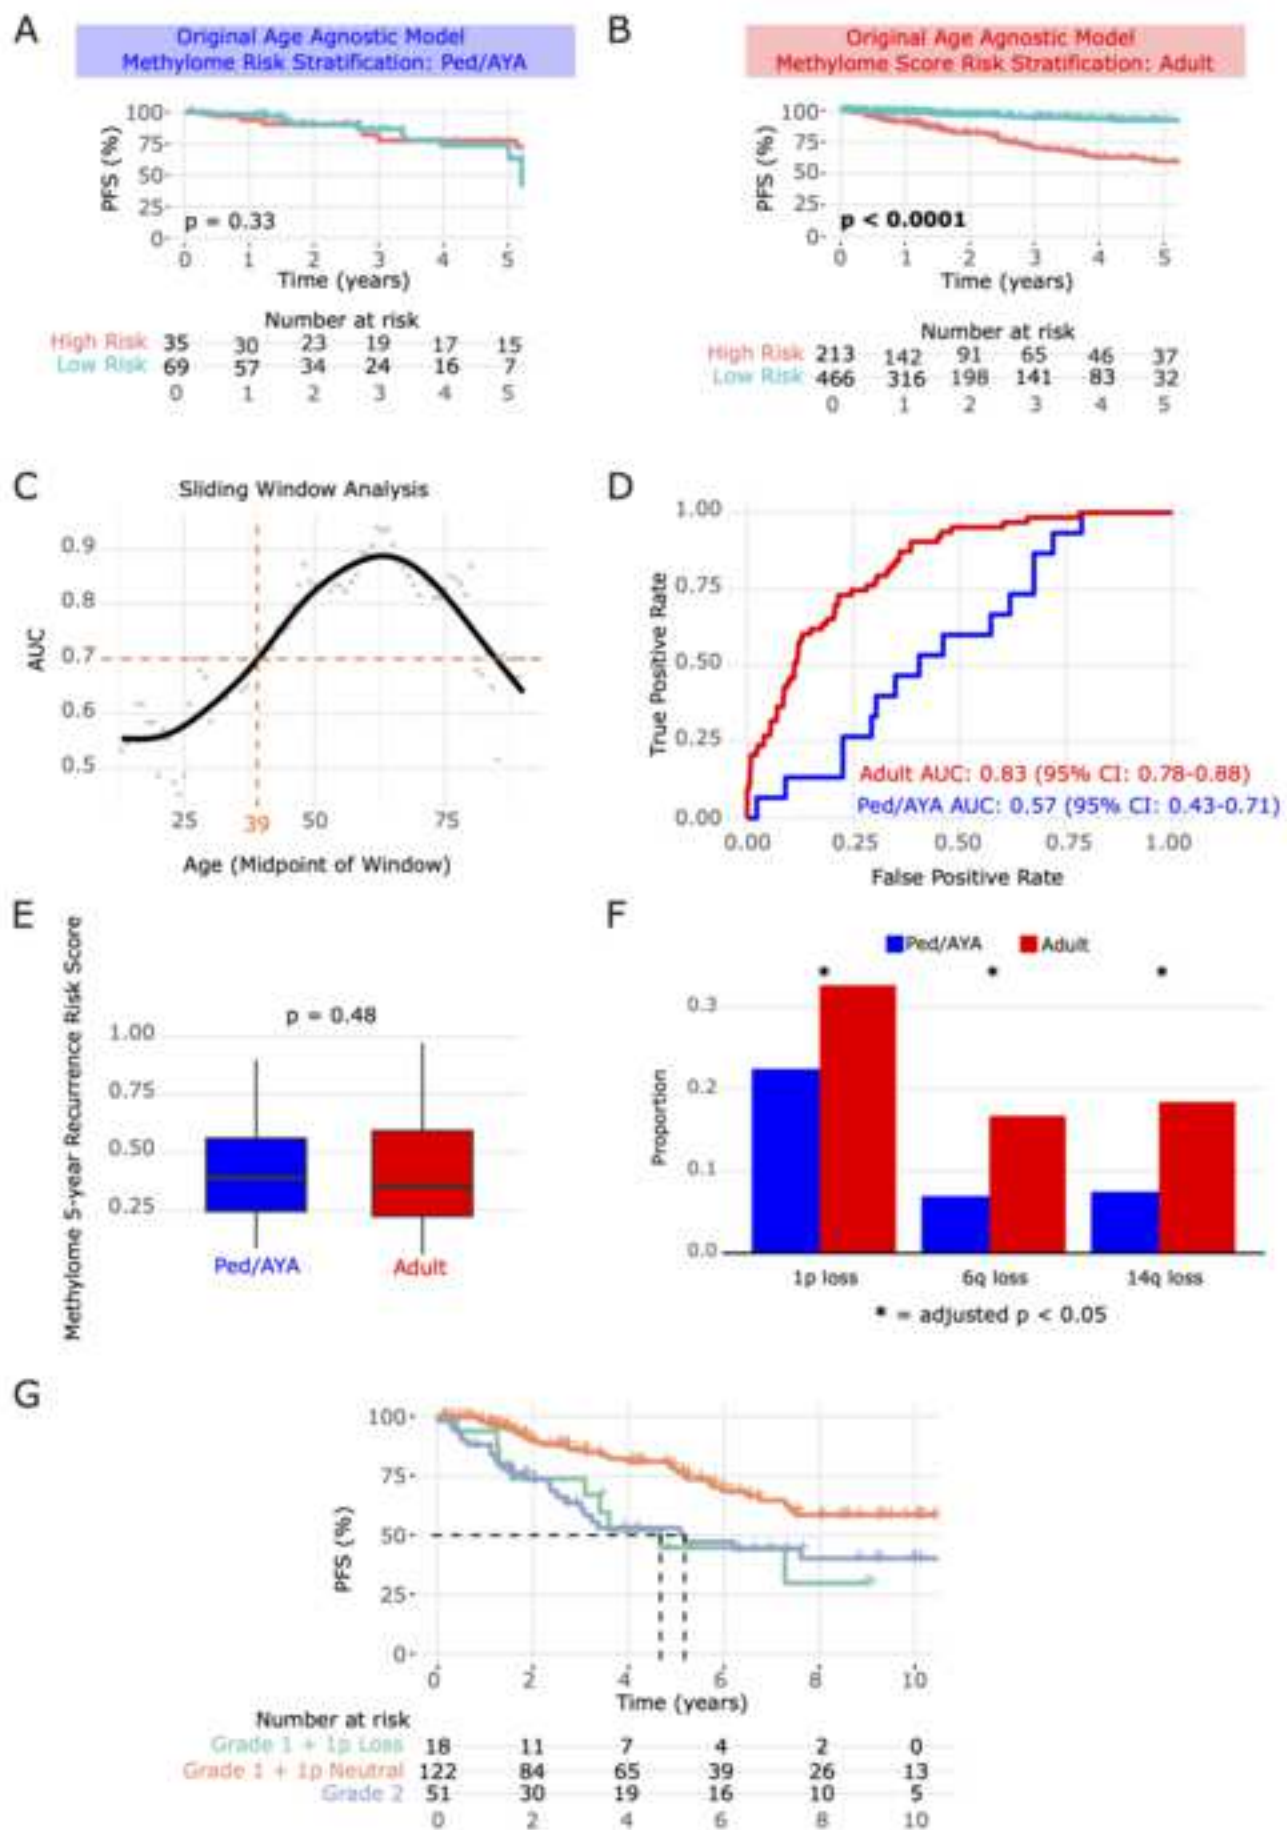 A
Original Age Agnostic Model
Methylome Risk Stratification: Ped/AYA
PFS (%)
100
75
50
25
0
p = 0.33
0 1 2 3 4 5
Time (years)
Number at risk
High Risk 35 30 23 19 17 15
Low Risk 69 57 34 24 16 7
0 1 2 3 4 5
B
Original Age Agnostic Model
Methylome Score Risk Stratification: Adult
PFS (%)
100
75
50
25
0
p < 0.0001
0 1 2 3 4 5
Time (years)
Number at risk
High Risk 213 142 91 65 46 37
Low Risk 466 316 198 141 83 32
0 1 2 3 4 5
C
Sliding Window Analysis
AUC
0.9
0.8
0.7
0.6
0.5
25 39 50 75
Age (Midpoint of Window)
D
True Positive Rate
1.00
0.75
0.50
0.25
0.00
Adult AUC: 0.83 (95% CI: 0.78-0.88)
Ped/AYA AUC: 0.57 (95% CI: 0.43-0.71)
0.00 0.25 0.50 0.75 1.00
False Positive Rate
E
Methylome 5-year Recurrence Risk Score
p = 0.48
1.00
0.75
0.50
0.25
Ped/AYA Adult
F
Ped/AYA Adult
* * *
Proportion
0.3
0.2
0.1
0.0
1p loss 6q loss 14q loss
* = adjusted p < 0.05
G
PFS (%)
100
75
50
25
0
0 2 4 6 8 10
Time (years)
Number at risk
Grade 1 + 1p Loss 18 11 7 4 2 0
Grade 1 + 1p Neutral 122 84 65 39 26 13
Grade 2 51 30 19 16 10 5
0 2 4 6 8 10